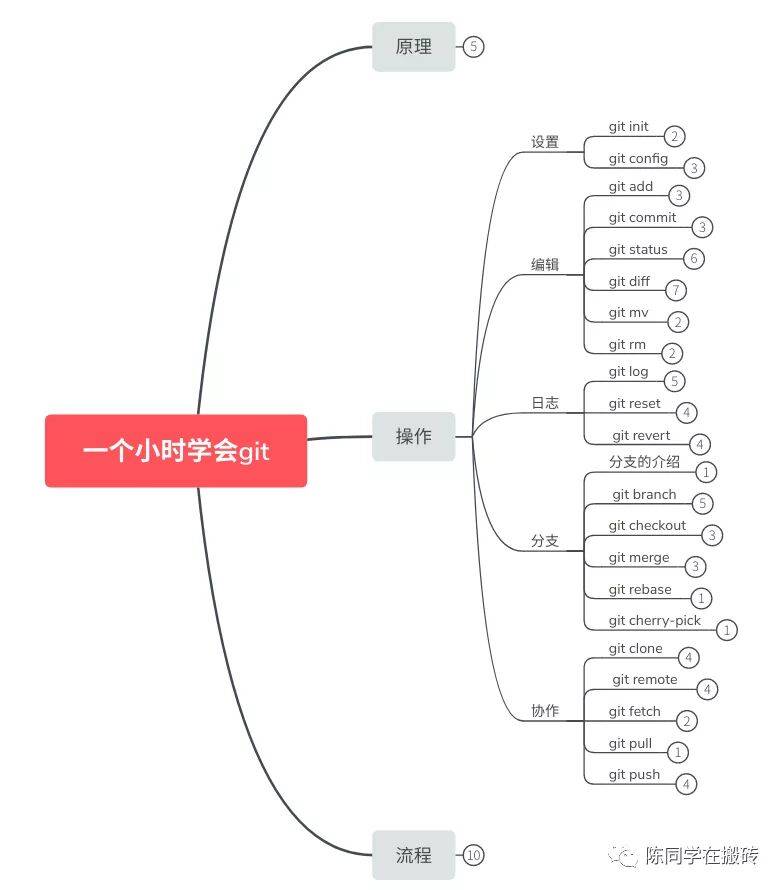 原理 5
设置
git init 2
git config 3
编辑
git add 3
git commit 3
git status 6
git diff 7
git mv 2
git rm 2
一个小时学会git
操作
日志
git log 5
git reset 4
git revert 4
分支
分支的介绍 1
git branch 5
git checkout 3
git merge 3
git rebase 1
git cherry-pick 1
协作
git clone 4
git remote 4
git fetch 2
git pull 1
git push 4
流程 10
陈同学在搬砖